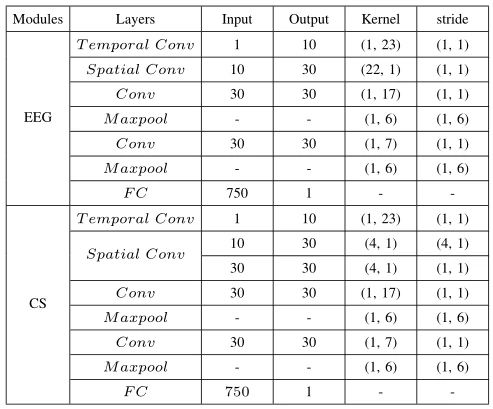 Modules Layers Input Output Kernel stride
Temporal Conv 1 10 (1, 23) (1, 1)
Spatial Conv 10 30 (22, 1) (1, 1)
Conv 30 30 (1, 17) (1, 1)
Maxpool - - (1, 6) (1, 6)
EEG
Conv 30 30 (1, 7) (1, 1)
Maxpool - - (1, 6) (1, 6)
FC 750 1 - -
Temporal Conv 1 10 (1, 23) (1, 1)
10 30 (4, 1) (4, 1)
Spatial Conv
30 30 (4, 1) (1, 1)
Conv 30 30 (1, 17) (1, 1)
CS
Maxpool - - (1, 6) (1, 6)
Conv 30 30 (1, 7) (1, 1)
Maxpool - - (1, 6) (1, 6)
FC 750 1 - -